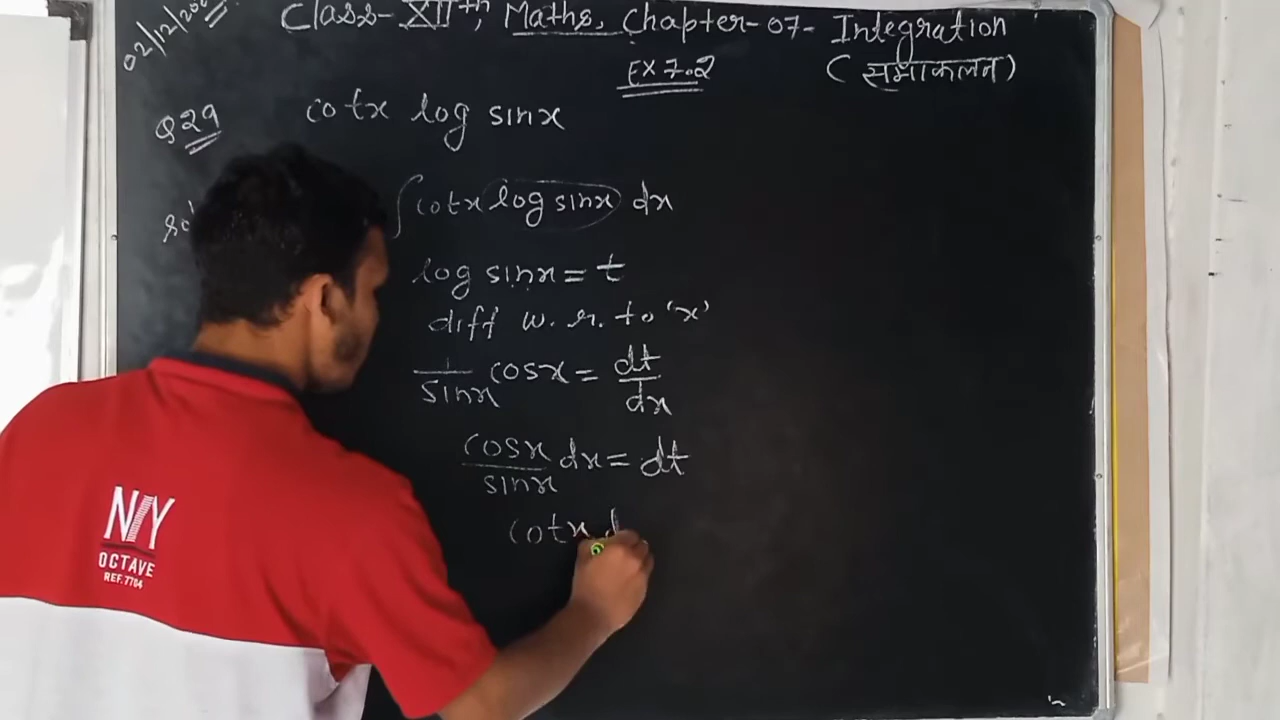 02/12/20
Class-XIIth, Maths, Chapter-07- Integration
EX 7.2
(समाकलन)
Q29 cotx log sinx
∫cotx log sinx dx
log sinx = t
diff w.r.to 'x'
1/sinx cosx = dt/dx
cosx/sinx dx = dt
cotx d
NY
OCTAVE
REF.7704